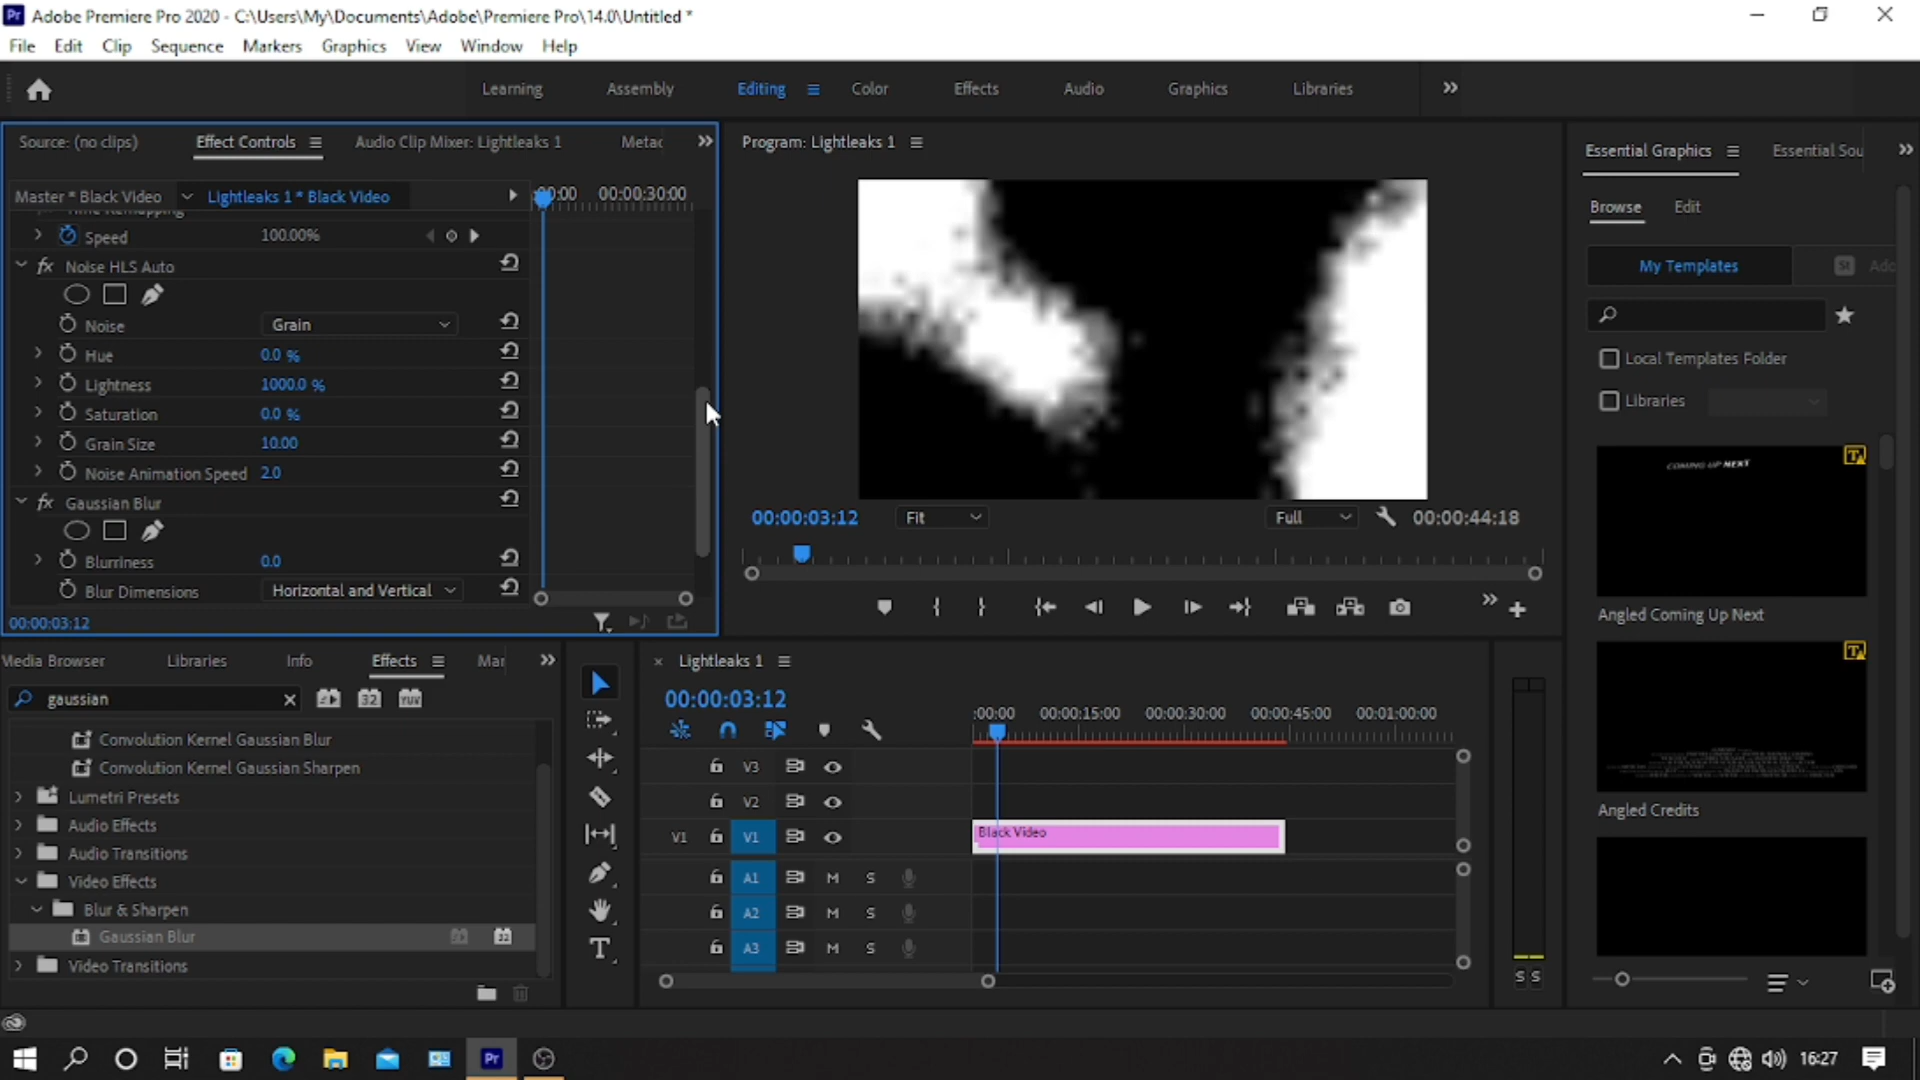 Adobe Premiere Pro 2020 - C:\Users\My\Documents\Adobe\Premiere Pro\14.0\Untitled *
File Edit Clip Sequence Markers Graphics View Window Help
Learning Assembly Editing Color Effects Audio Graphics Libraries
Source: (no clips) Effect Controls Audio Clip Mixer: Lightleaks 1 Metac
Program: Lightleaks 1
Essential Graphics Essential Sou
Master * Black Video Lightleaks 1 * Black Video
:00:00 00:00:30:00
Browse Edit
Time Remapping
Speed 100.00%
Noise HLS Auto
My Templates St Ado
Noise Grain
Hue 0.0 %
Local Templates Folder
Lightness 1000.0 %
Libraries
Saturation 0.0 %
Grain Size 10.00
COMING UP NEXT
Noise Animation Speed 2.0
Gaussian Blur
00:00:03:12 Fit Full 00:00:44:18
Blurriness 0.0
Blur Dimensions Horizontal and Vertical
00:00:03:12
Angled Coming Up Next
Media Browser Libraries Info Effects Mar
Lightleaks 1
gaussian
00:00:03:12
:00:00 00:00:15:00 00:00:30:00 00:00:45:00 00:01:00:00
Convolution Kernel Gaussian Blur
Convolution Kernel Gaussian Sharpen
V3
Lumetri Presets
V2
Angled Credits
Audio Effects
V1 V1
Black Video
Audio Transitions
Video Effects
A1 M S
Blur & Sharpen
A2 M S
Gaussian Blur
A3 M S
Video Transitions
S S
Pr
16:27